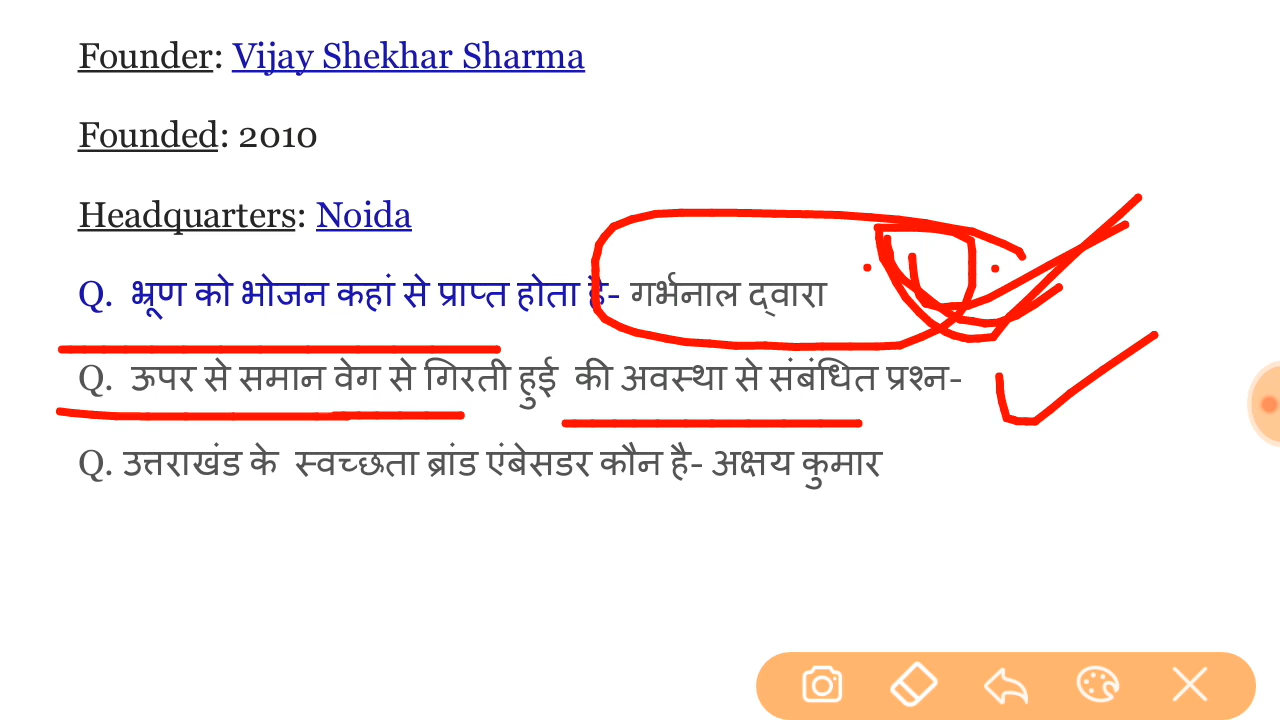 Founder: Vijay Shekhar Sharma
Founded: 2010
Headquarters: Noida
Q. भ्रूण को भोजन कहां से प्राप्त होता है- गर्भनाल द्वारा
Q. ऊपर से समान वेग से गिरती हुई की अवस्था से संबंधित प्रश्न-
Q. उत्तराखंड के स्वच्छता ब्रांड एंबेसडर कौन है- अक्षय कुमार